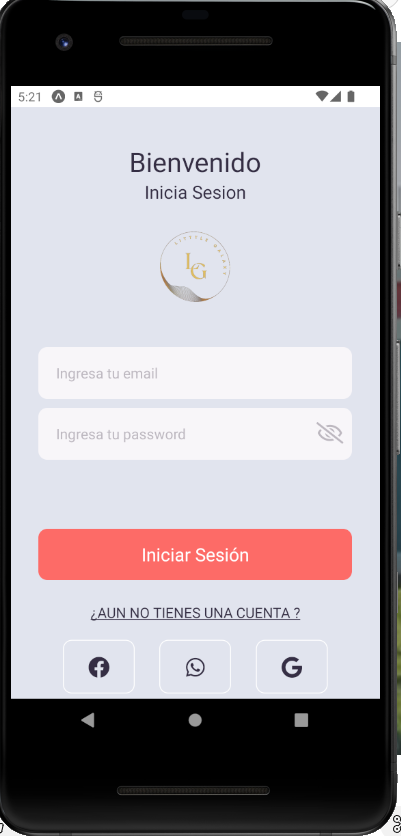 5:21
Bienvenido
Inicia Sesion
LG
Ingresa tu email
Ingresa tu password
Iniciar Sesión
¿AUN NO TIENES UNA CUENTA ?